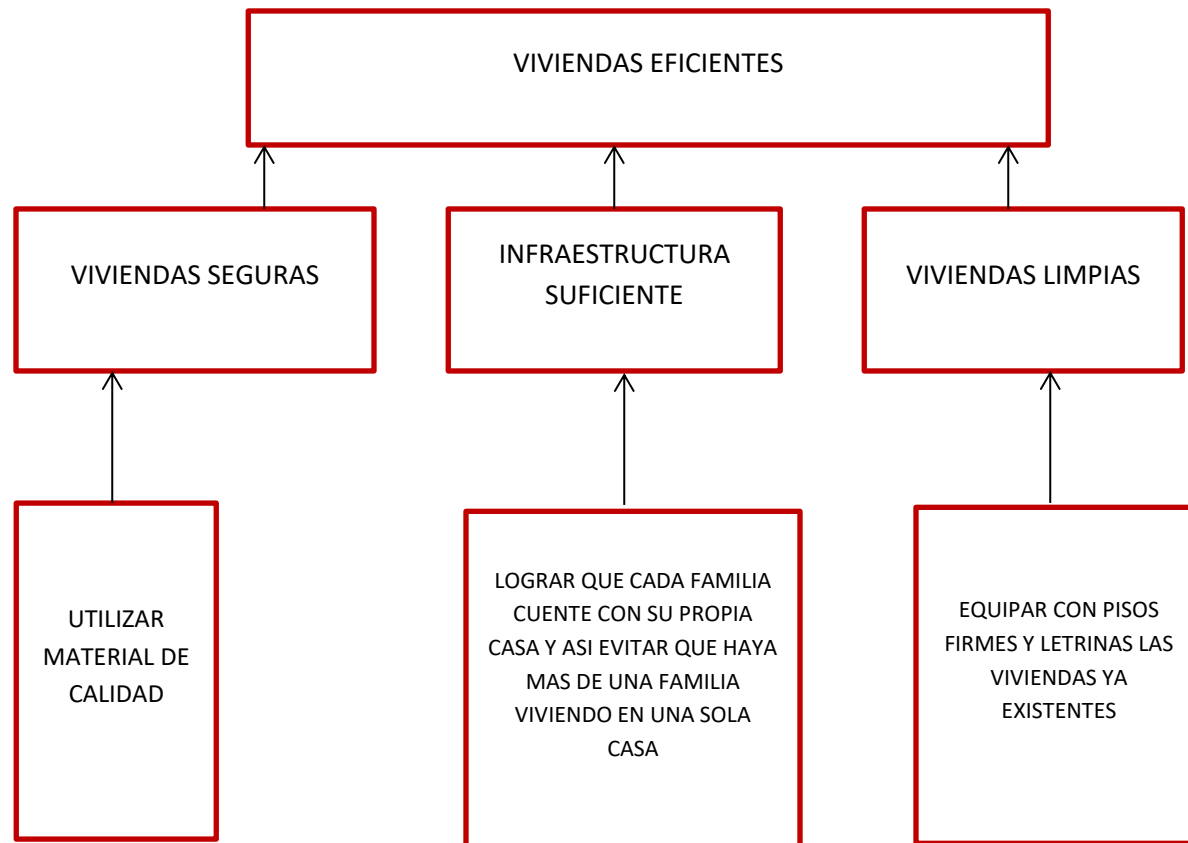 VIVIENDAS EFICIENTES
VIVIENDAS SEGURAS
INFRAESTRUCTURA
SUFICIENTE
VIVIENDAS LIMPIAS
UTILIZAR
MATERIAL DE
CALIDAD
LOGRAR QUE CADA FAMILIA
CUENTE CON SU PROPIA
CASA Y ASI EVITAR QUE HAYA
MAS DE UNA FAMILIA
VIVIENDO EN UNA SOLA
CASA
EQUIPAR CON PISOS
FIRMES Y LETRINAS LAS
VIVIENDAS YA
EXISTENTES